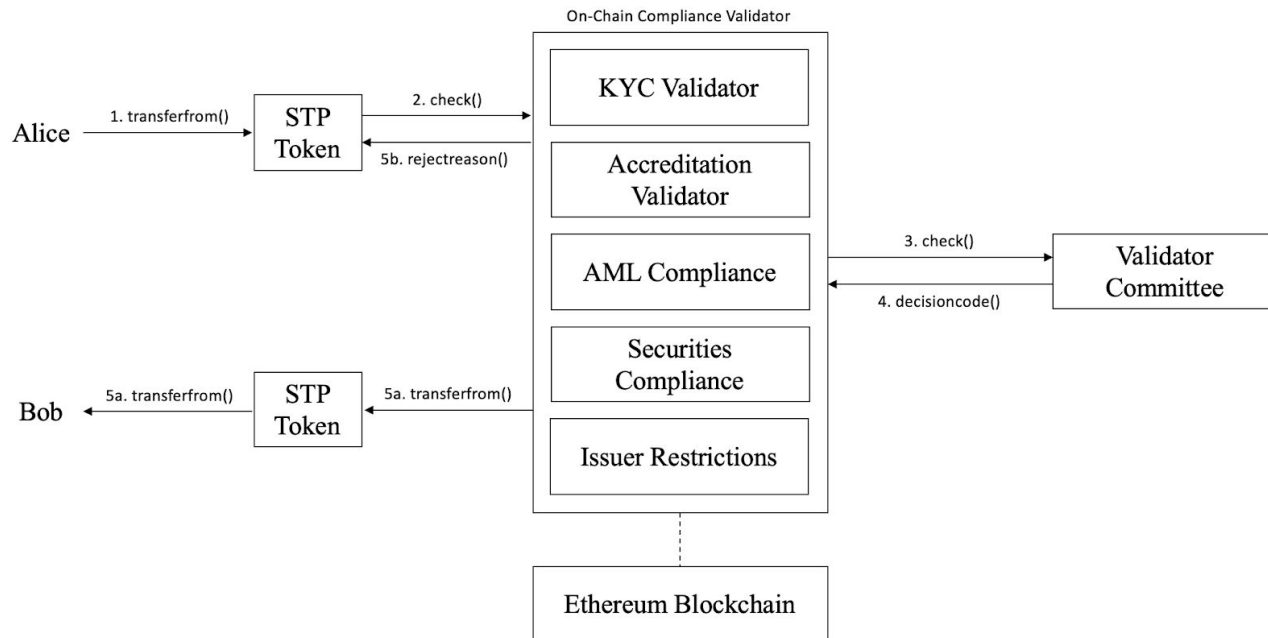 On-Chain Compliance Validator
KYC Validator
Alice
1. transferfrom()
STP
Token
2. check()
5b. rejectreason()
Accreditation
Validator
AML Compliance
3. check()
4. decisioncode()
Validator
Committee
Securities
Compliance
Bob
5a. transferfrom()
STP
Token
5a. transferfrom()
Issuer Restrictions
Ethereum Blockchain